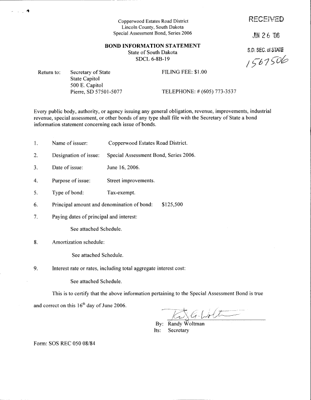 Copperwood Estates Road District
Lincoln County, South Dakota
Special Assessment Bond, Series 2006
RECEIVED
JUN 26 '06
S.D. SEC. of STATE
1567506
BOND INFORMATION STATEMENT
State of South Dakota
SDCL 6-8B-19
Return to: Secretary of State FILING FEE: $1.00
State Capitol
500 E. Capitol
Pierre, SD 57501-5077 TELEPHONE: # (605) 773-3537
Every public body, authority, or agency issuing any general obligation, revenue, improvements, industrial
revenue, special assessment, or other bonds of any type shall file with the Secretary of State a bond
information statement concerning each issue of bonds.
1. Name of issuer: Copperwood Estates Road District.
2. Designation of issue: Special Assessment Bond, Series 2006.
3. Date of issue: June 16, 2006.
4. Purpose of issue: Street improvements.
5. Type of bond: Tax-exempt.
6. Principal amount and denomination of bond: $125,500
7. Paying dates of principal and interest:
See attached Schedule.
8. Amortization schedule:
See attached Schedule.
9. Interest rate or rates, including total aggregate interest cost:
See attached Schedule.
This is to certify that the above information pertaining to the Special Assessment Bond is true
and correct on this 16th day of June 2006.
By: Randy Woltman
Its: Secretary
Form: SOS REC 050 08/84